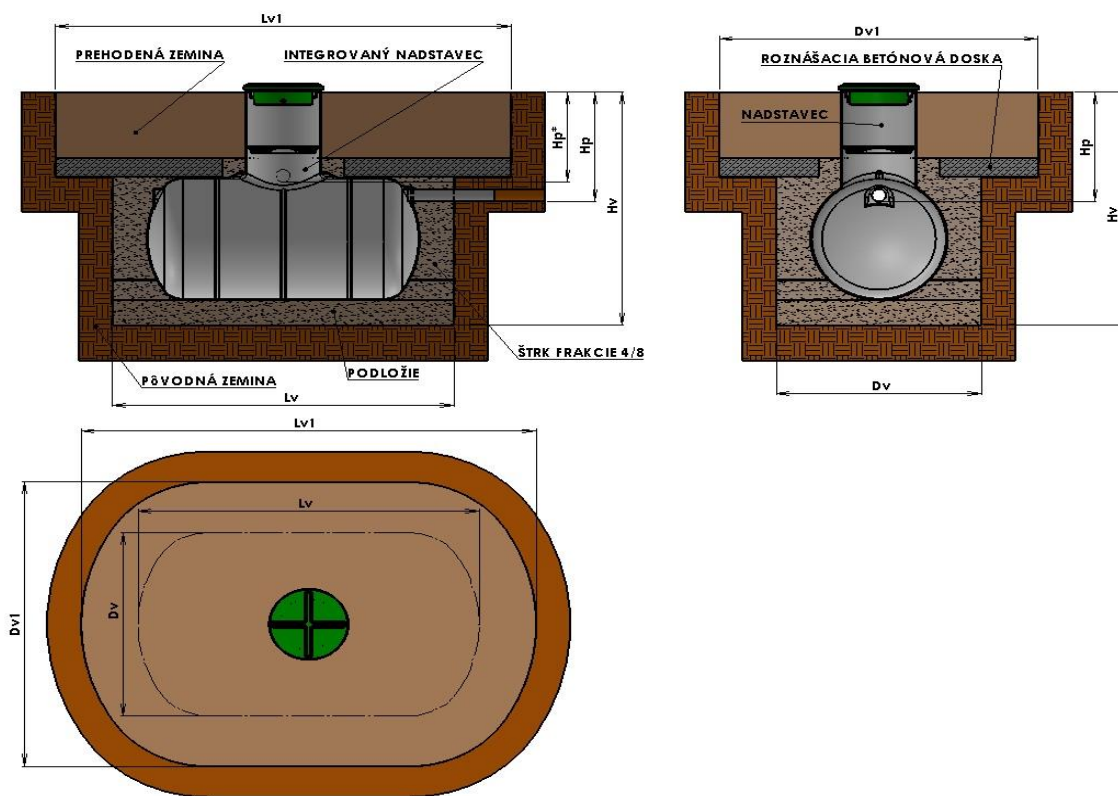 Lv1
PREHODENÁ ZEMINA
INTEGROVANÝ NADSTAVEC
Hp*
Hp
Hv
ŠTRK FRAKCIE 4/8
PODLOŽIE
PôVODNÁ ZEMINA
Lv
Dv1
ROZNÁŠACIA BETÓNOVÁ DOSKA
NADSTAVEC
Hp
Hv
Dv
Lv1
Lv
Dv
Dv1